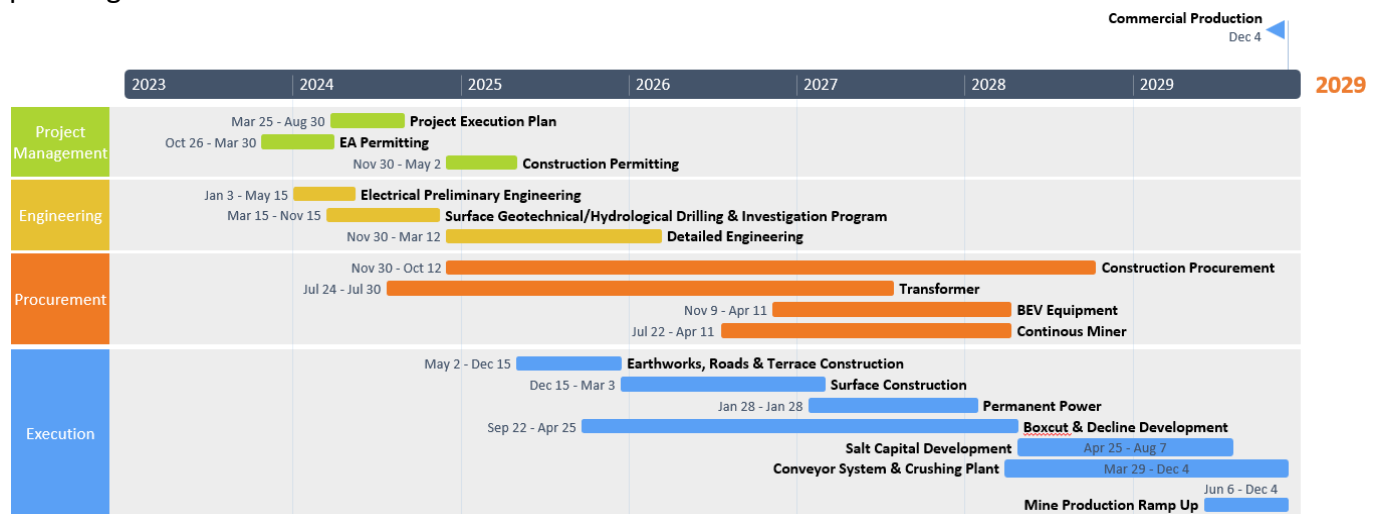 Commercial Production
Dec 4
2023 2024 2025 2026 2027 2028 2029 2029
Project
Management
Mar 25 - Aug 30 Project Execution Plan
Oct 26 - Mar 30 EA Permitting
Nov 30 - May 2 Construction Permitting
Engineering
Jan 3 - May 15 Electrical Preliminary Engineering
Mar 15 - Nov 15 Surface Geotechnical/Hydrological Drilling & Investigation Program
Nov 30 - Mar 12 Detailed Engineering
Procurement
Nov 30 - Oct 12 Construction Procurement
Jul 24 - Jul 30 Transformer
Nov 9 - Apr 11 BEV Equipment
Jul 22 - Apr 11 Continous Miner
Execution
May 2 - Dec 15 Earthworks, Roads & Terrace Construction
Dec 15 - Mar 3 Surface Construction
Jan 28 - Jan 28 Permanent Power
Sep 22 - Apr 25 Boxcut & Decline Development
Salt Capital Development Apr 25 - Aug 7
Conveyor System & Crushing Plant Mar 29 - Dec 4
Jun 6 - Dec 4
Mine Production Ramp Up